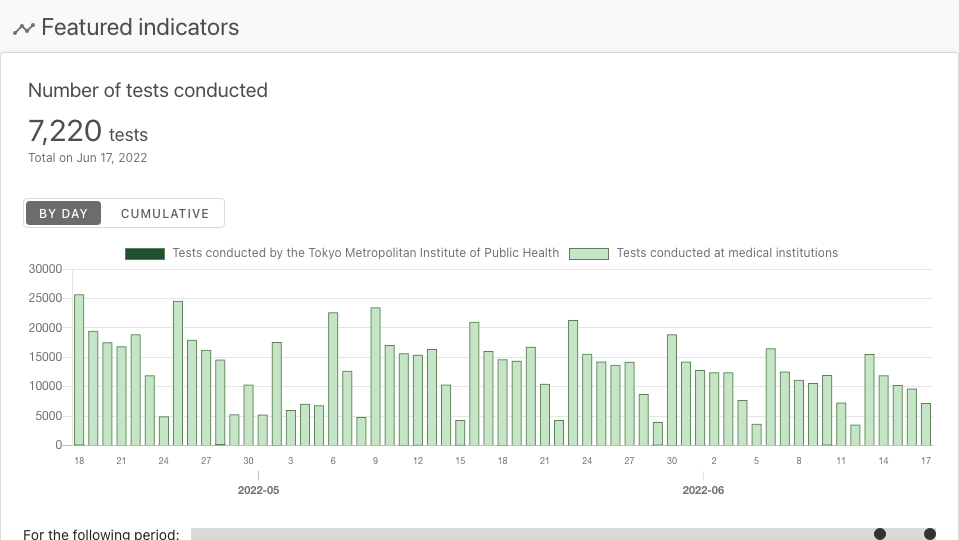 Featured indicators
Number of tests conducted
7,220 tests
Total on Jun 17, 2022
BY DAY CUMULATIVE
Tests conducted by the Tokyo Metropolitan Institute of Public Health Tests conducted at medical institutions
30000
25000
20000
15000
10000
5000
0
18 21 24 27 30 3 6 9 12 15 18 21 24 27 30 2 5 8 11 14 17
2022-05 2022-06
For the following period: